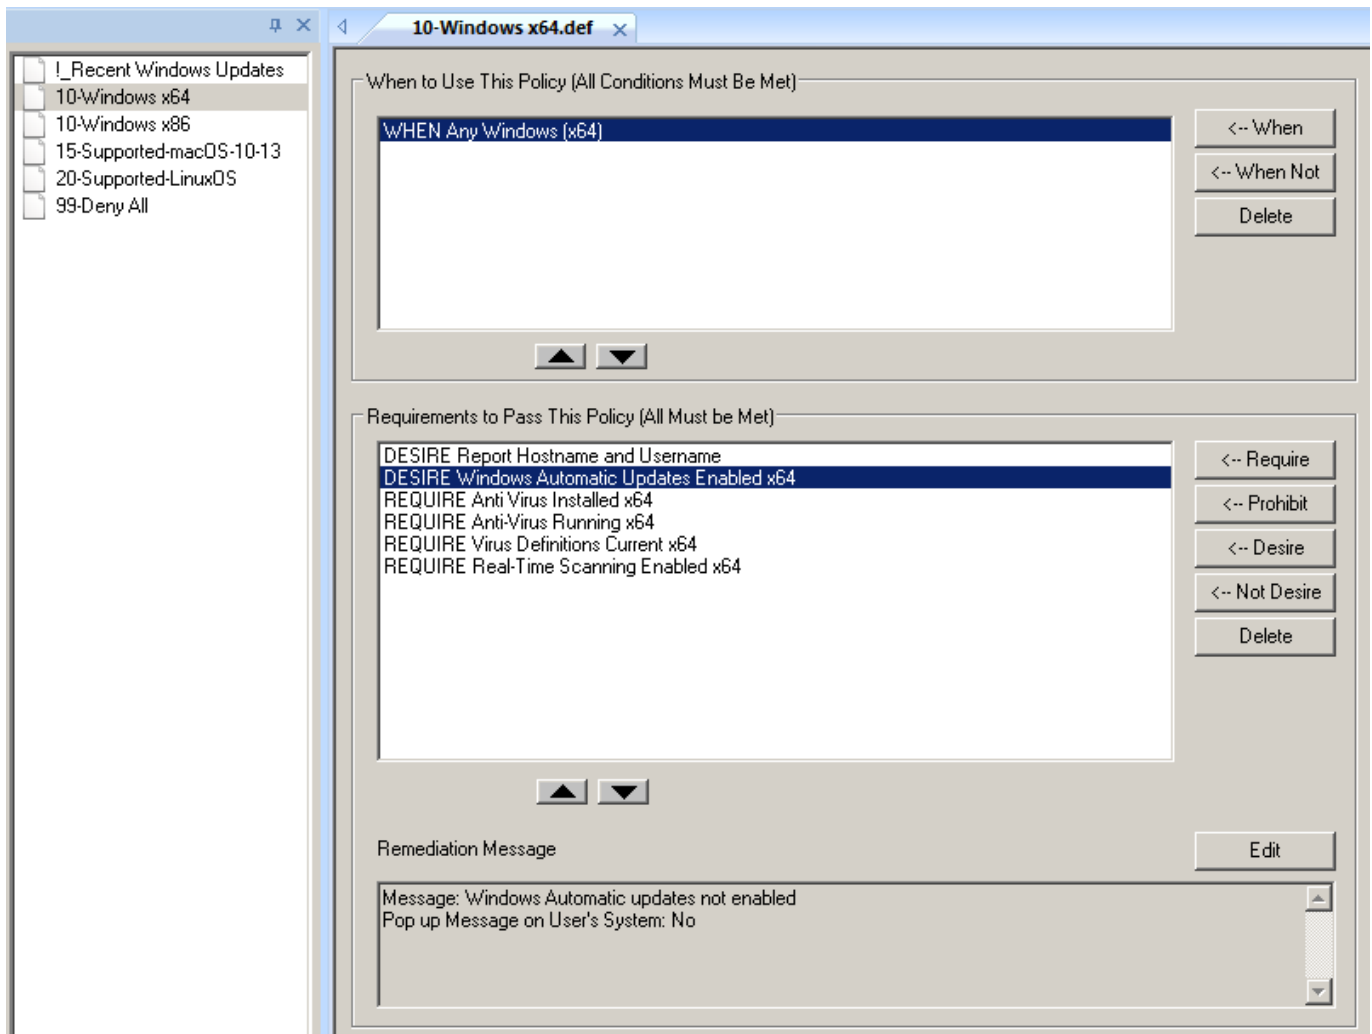 !_Recent Windows Updates
10-Windows x64
10-Windows x86
15-Supported-macOS-10-13
20-Supported-LinuxOS
99-Deny All
10-Windows x64.def
When to Use This Policy (All Conditions Must Be Met)
WHEN Any Windows (x64)
<-- When
<-- When Not
Delete
Requirements to Pass This Policy (All Must be Met)
DESIRE Report Hostname and Username
DESIRE Windows Automatic Updates Enabled x64
REQUIRE Anti Virus Installed x64
REQUIRE Anti-Virus Running x64
REQUIRE Virus Definitions Current x64
REQUIRE Real-Time Scanning Enabled x64
<-- Require
<-- Prohibit
<-- Desire
<-- Not Desire
Delete
Remediation Message
Edit
Message: Windows Automatic updates not enabled
Pop up Message on User's System: No